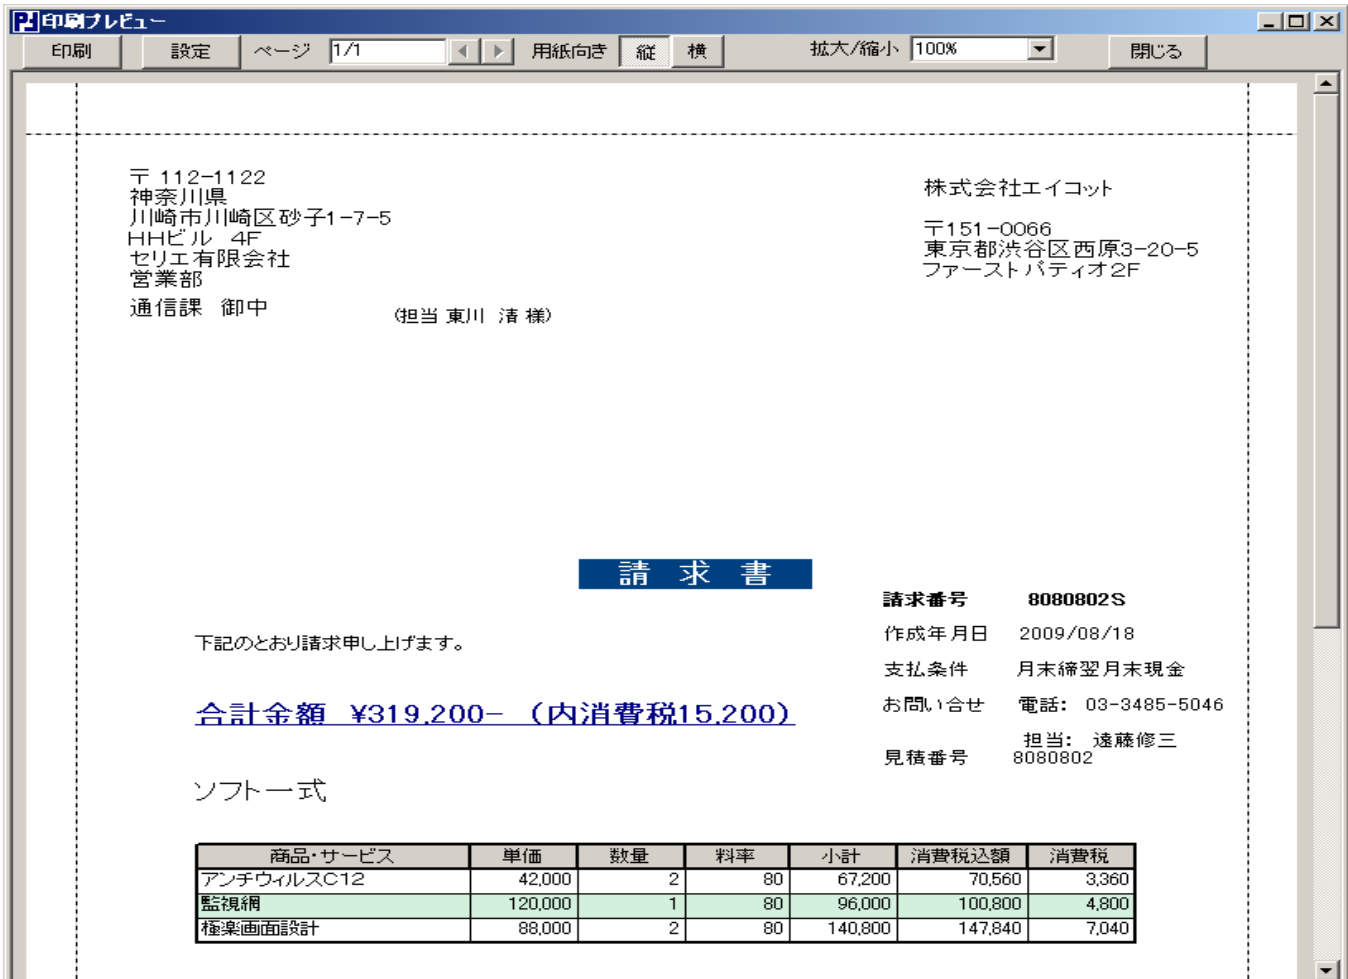 印刷プレビュー
印刷 設定 ページ 1/1 用紙向き 縦 横 拡大/縮小 100% 閉じる
〒 112-1122
神奈川県
川崎市川崎区砂子1-7-5
HHビル 4F
セリエ有限会社
営業部
通信課 御中 (担当 東川 清 様)
株式会社エイコット
〒151-0066
東京都渋谷区西原3-20-5
ファーストパティオ2F
請 求 書
請求番号 8080802S
作成年月日 2009/08/18
下記のとおり請求申し上げます。
支払条件 月末締翌月末現金
お問い合せ 電話: 03-3485-5046
合計金額 ¥319,200- (内消費税15,200)
担当: 遠藤修三
見積番号 8080802
ソフト一式
商品・サービス 単価 数量 料率 小計 消費税込額 消費税
アンチウィルスC12 42,000 2 80 67,200 70,560 3,360
監視網 120,000 1 80 96,000 100,800 4,800
極楽画面設計 88,000 2 80 140,800 147,840 7,040